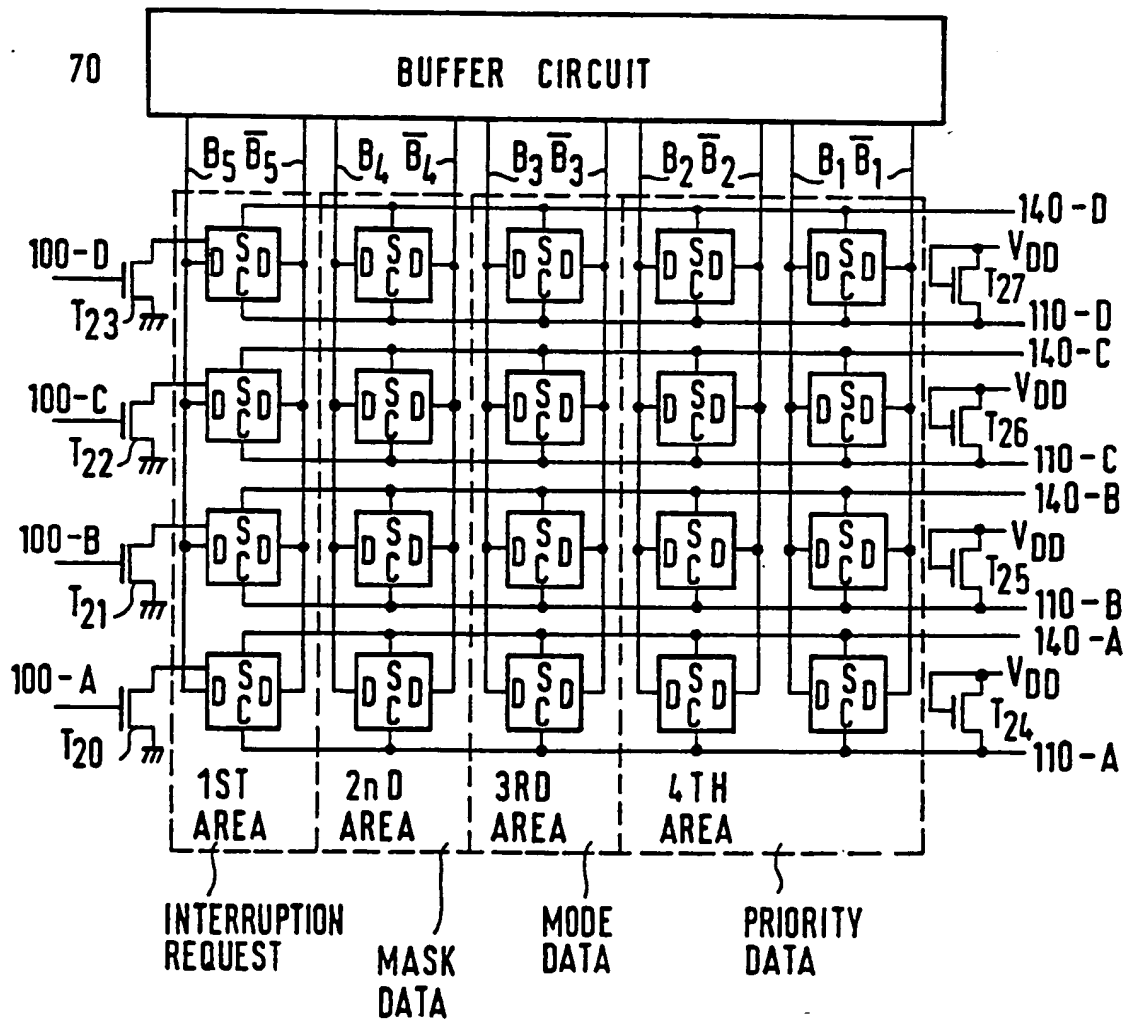 70
BUFFER CIRCUIT
B5 B̅5 B4 B̅4 B3 B̅3 B2 B̅2 B1 B̅1
140-D
100-D D S C D D S C D D S C D D S C D D S C D VDD
T23 T27
110-D
140-C
100-C D S C D D S C D D S C D D S C D D S C D VDD
T22 T26
110-C
140-B
100-B D S C D D S C D D S C D D S C D D S C D VDD
T21 T25
110-B
140-A
100-A D S C D D S C D D S C D D S C D D S C D VDD
T20 T24
110-A
1ST AREA
2nD AREA
3RD AREA
4TH AREA
INTERRUPTION
REQUEST
MASK
DATA
MODE
DATA
PRIORITY
DATA